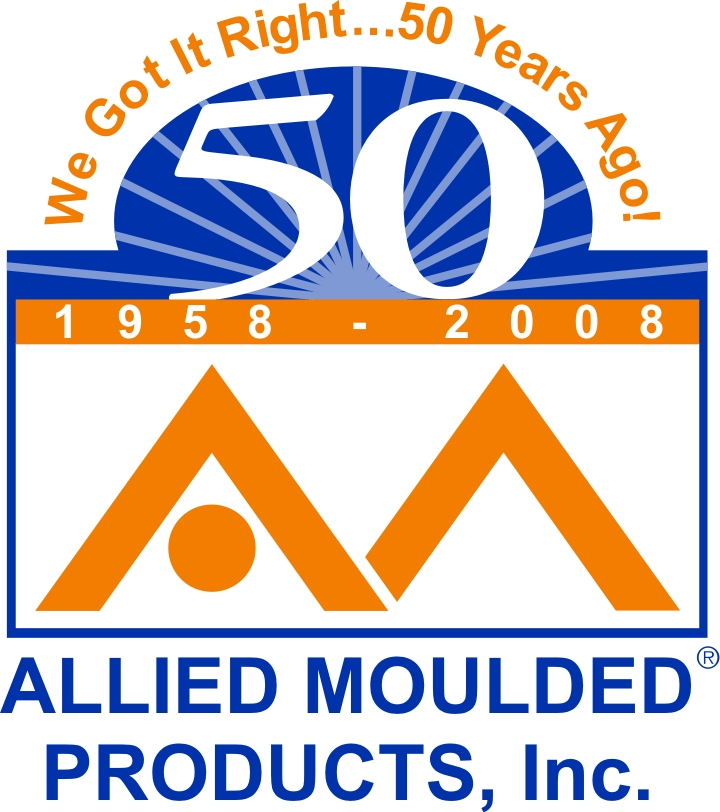 We Got It Right...50 Years Ago!
50
1958 - 2008
ALLIED MOULDED®
PRODUCTS, Inc.